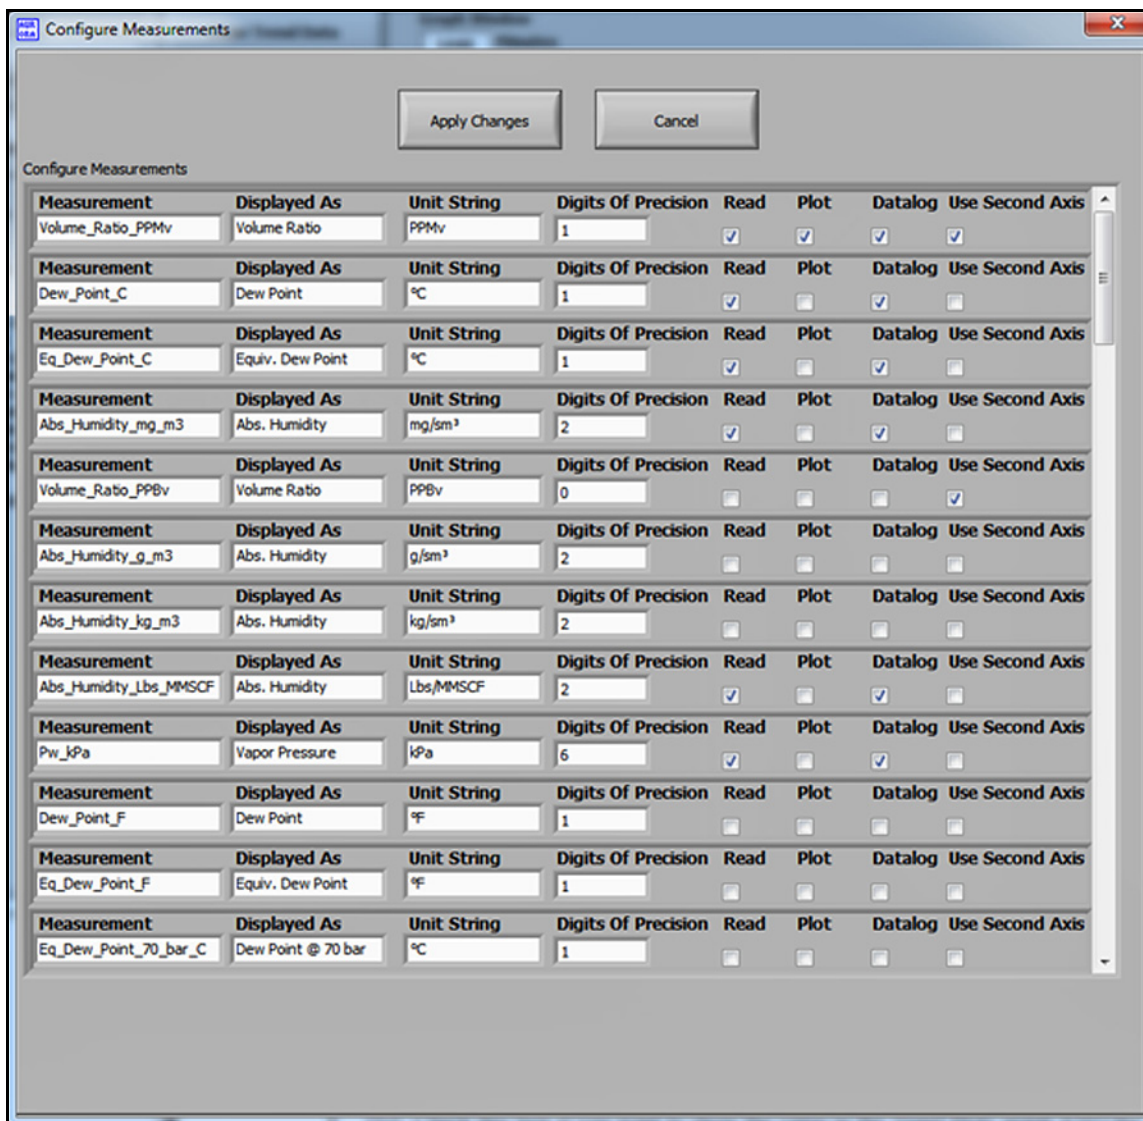 AUR
ORA
Configure Measurements
Apply Changes Cancel
Configure Measurements
Measurement Displayed As Unit String Digits Of Precision Read Plot Datalog Use Second Axis
Volume_Ratio_PPMv Volume Ratio PPMv 1
Measurement Displayed As Unit String Digits Of Precision Read Plot Datalog Use Second Axis
Dew_Point_C Dew Point ºC 1
Measurement Displayed As Unit String Digits Of Precision Read Plot Datalog Use Second Axis
Eq_Dew_Point_C Equiv. Dew Point ºC 1
Measurement Displayed As Unit String Digits Of Precision Read Plot Datalog Use Second Axis
Abs_Humidity_mg_m3 Abs. Humidity mg/sm³ 2
Measurement Displayed As Unit String Digits Of Precision Read Plot Datalog Use Second Axis
Volume_Ratio_PPBv Volume Ratio PPBv 0
Measurement Displayed As Unit String Digits Of Precision Read Plot Datalog Use Second Axis
Abs_Humidity_g_m3 Abs. Humidity g/sm³ 2
Measurement Displayed As Unit String Digits Of Precision Read Plot Datalog Use Second Axis
Abs_Humidity_kg_m3 Abs. Humidity kg/sm³ 2
Measurement Displayed As Unit String Digits Of Precision Read Plot Datalog Use Second Axis
Abs_Humidity_Lbs_MMSCF Abs. Humidity Lbs/MMSCF 2
Measurement Displayed As Unit String Digits Of Precision Read Plot Datalog Use Second Axis
Pw_kPa Vapor Pressure kPa 6
Measurement Displayed As Unit String Digits Of Precision Read Plot Datalog Use Second Axis
Dew_Point_F Dew Point ºF 1
Measurement Displayed As Unit String Digits Of Precision Read Plot Datalog Use Second Axis
Eq_Dew_Point_F Equiv. Dew Point ºF 1
Measurement Displayed As Unit String Digits Of Precision Read Plot Datalog Use Second Axis
Eq_Dew_Point_70_bar_C Dew Point @ 70 bar ºC 1